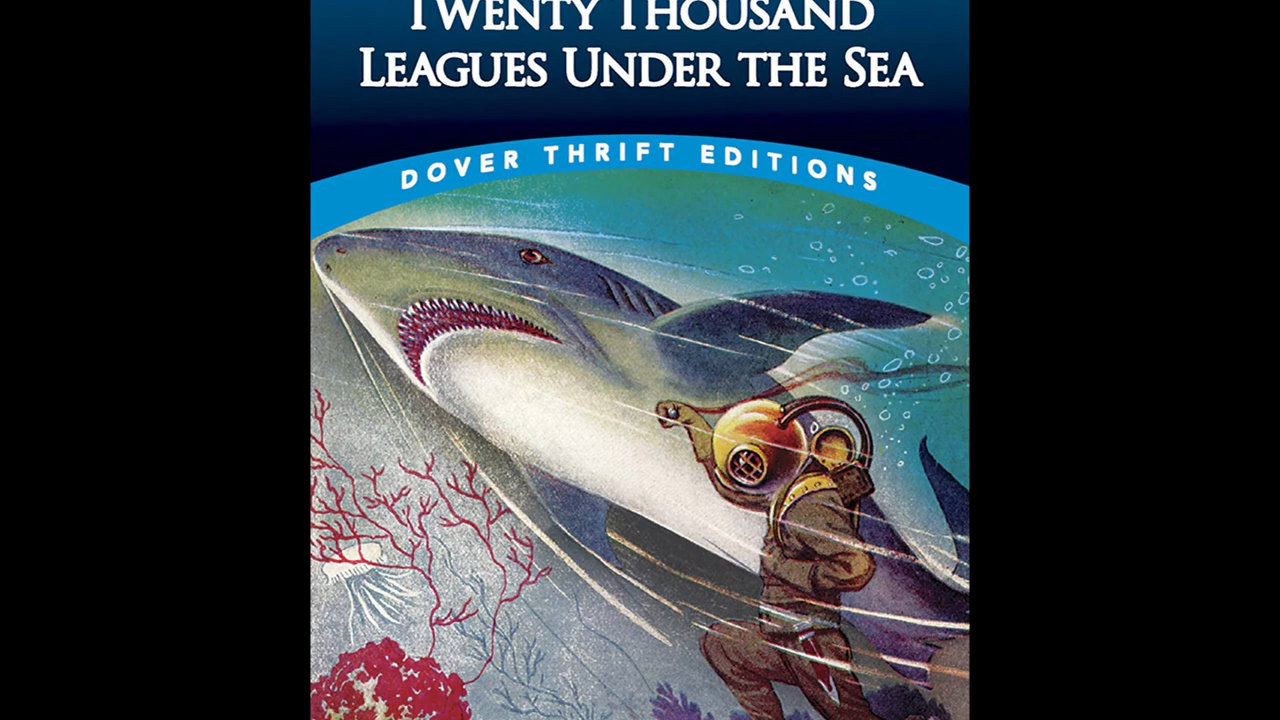 TWENTY THOUSAND
LEAGUES UNDER THE SEA
DOVER THRIFT EDITIONS